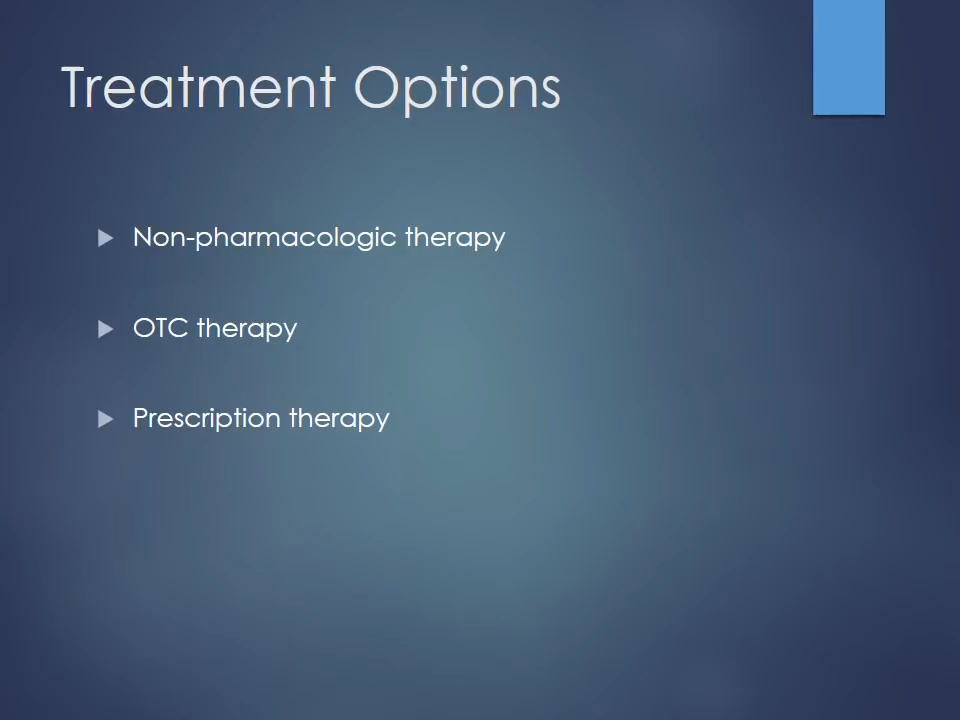 Treatment Options
Non-pharmacologic therapy
OTC therapy
Prescription therapy